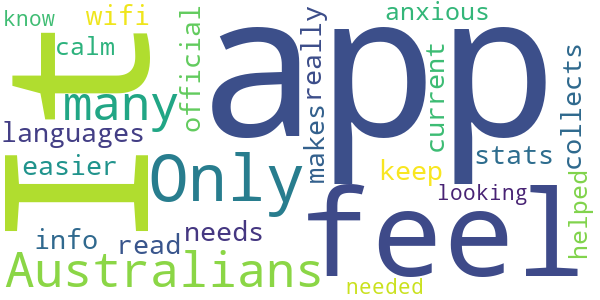 know
wifi
calm
It
many
languages
easier
info
read
Australians
official
app
Only
needs
makes
really
feel
anxious
current
collects
stats
keep
looking
helped
needed